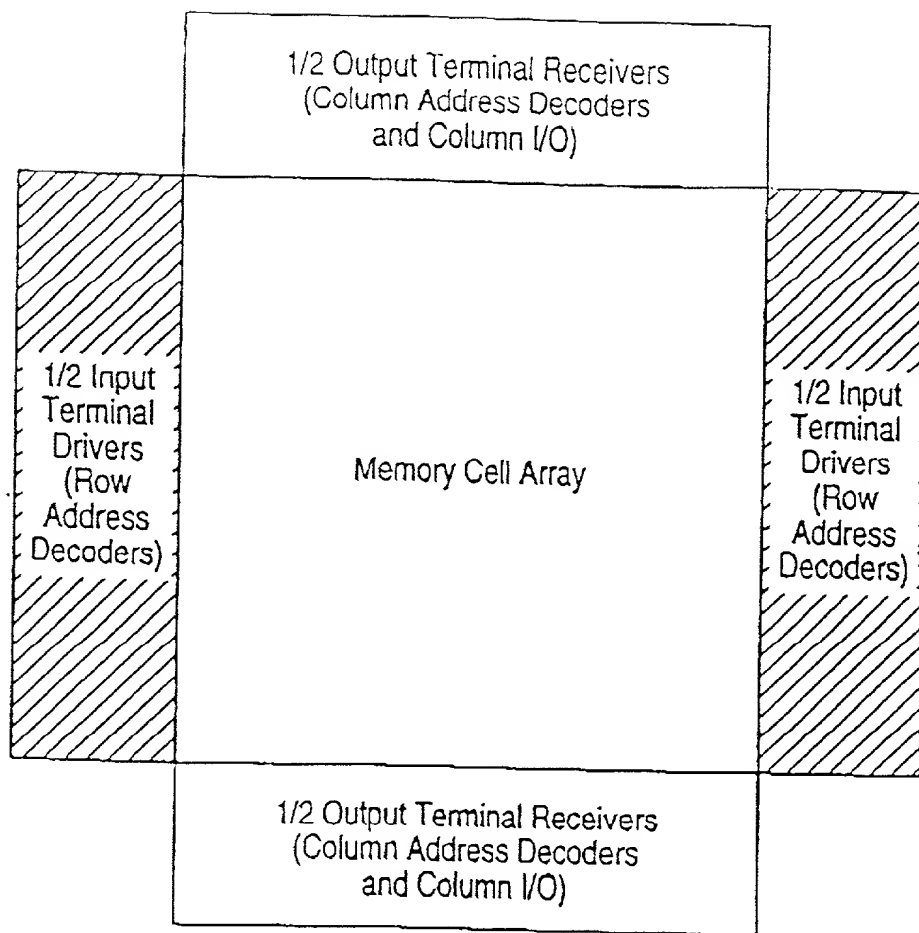 1/2 Output Terminal Receivers
(Column Address Decoders
and Column I/O)
1/2 Input
Terminal
Drivers
(Row
Address
Decoders)
Memory Cell Array
1/2 Input
Terminal
Drivers
(Row
Address
Decoders)
1/2 Output Terminal Receivers
(Column Address Decoders
and Column I/O)